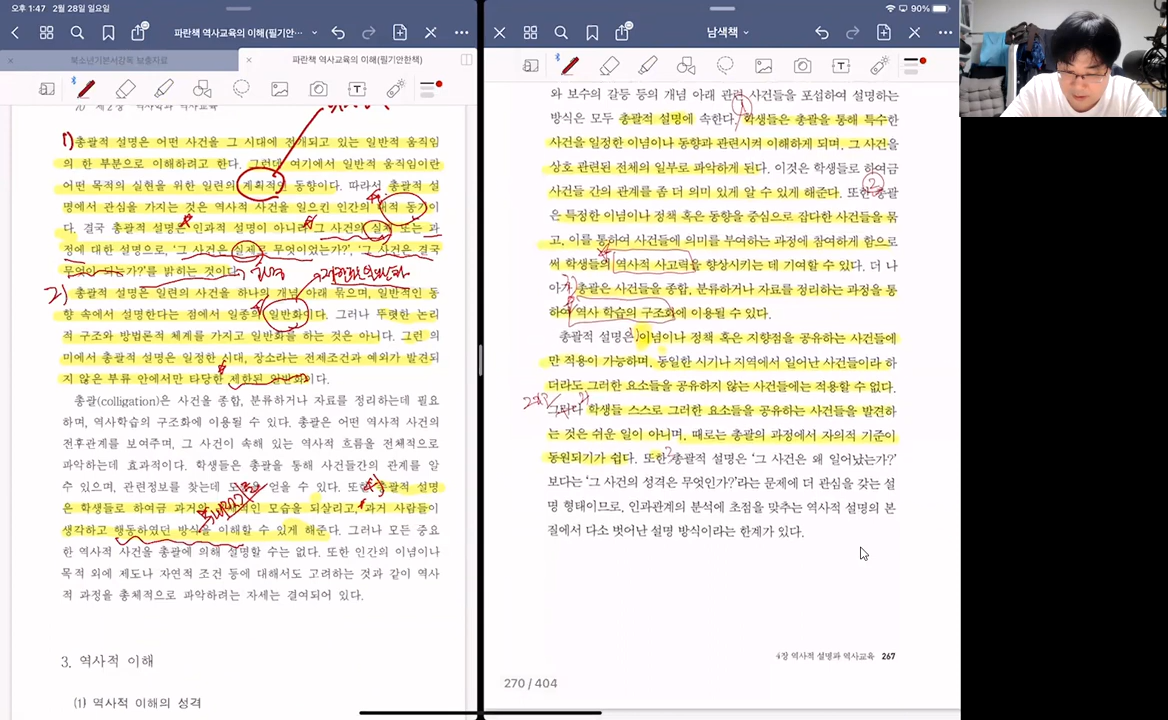 오후 1:47 2월 28일 일요일
파란책 역사교육의 이해(필기안…
북소년기본서강독 보충자료
파란책 역사교육의 이해(필기안한책)
70 제2장 역사학과 역사교육
1) 총괄적 설명은 어떤 사건을 그 시대에 전개되고 있는 일반적 움직임
의 한 부분으로 이해하려고 한다. 그런데 여기에서 일반적 움직임이란
어떤 목적의 실현을 위한 일련의 계획적인 동향이다. 따라서 총괄적 설
명에서 관심을 가지는 것은 역사적 사건을 일으킨 인간의 내적 동기이
다. 결국 총괄적 설명은 인과적 설명이 아니라 그 사건의 실제 또는 과
정에 대한 설명으로, '그 사건은 실제로 무엇이었는가?', '그 사건은 결국
무엇이 되는가?'를 밝히는 것이다.
제한된 일반화
2) 총괄적 설명은 일련의 사건을 하나의 개념 아래 묶으며, 일반적인 동
향 속에서 설명한다는 점에서 일종의 일반화이다. 그러나 뚜렷한 논리
적 구조와 방법론적 체계를 가지고 일반화를 하는 것은 아니다. 그런 의
미에서 총괄적 설명은 일정한 시대, 장소라는 전제조건과 예외가 발견되
지 않은 부류 안에서만 타당한 제한된 일반화이다.
총괄(colligation)은 사건을 종합, 분류하거나 자료를 정리하는데 필요
하며, 역사학습의 구조화에 이용될 수 있다. 총괄은 어떤 역사적 사건의
전후관계를 보여주며, 그 사건이 속해 있는 역사적 흐름을 전체적으로
파악하는데 효과적이다. 학생들은 총괄을 통해 사건들간의 관계를 알
수 있으며, 관련정보를 찾는데 도움을 얻을 수 있다. 또한 총괄적 설명
은 학생들로 하여금 과거의 모습을 되살리고, 과거 사람들이
생각하고 행동하였던 방식을 이해할 수 있게 해준다. 그러나 모든 중요
한 역사적 사건을 총괄에 의해 설명할 수는 없다. 또한 인간의 이념이나
목적 외에 제도나 자연적 조건 등에 대해서도 고려하는 것과 같이 역사
적 과정을 총체적으로 파악하려는 자세는 결여되어 있다.
3. 역사적 이해
(1) 역사적 이해의 성격
90%
남색책
와 보수의 갈등 등의 개념 아래 관련 사건들을 포섭하여 설명하는
방식은 모두 총괄적 설명에 속한다. 학생들은 총괄을 통해 특수한
사건을 일정한 이념이나 동향과 관련시켜 이해하게 되며, 그 사건을
상호 관련된 전체의 일부로 파악하게 된다. 이것은 학생들로 하여금
사건들 간의 관계를 좀 더 의미 있게 알 수 있게 해준다. 또한 총괄
은 특정한 이념이나 정책 혹은 동향을 중심으로 잡다한 사건들을 묶
고, 이를 통하여 사건들에 의미를 부여하는 과정에 참여하게 함으로
써 학생들의 역사적 사고력을 향상시키는 데 기여할 수 있다. 더 나
아가 총괄은 사건들을 종합, 분류하거나 자료를 정리하는 과정을 통
하여 역사 학습의 구조화에 이용될 수 있다.
총괄적 설명은 이념이나 정책 혹은 지향점을 공유하는 사건들에
만 적용이 가능하며, 동일한 시기나 지역에서 일어난 사건들이라 하
더라도 그러한 요소들을 공유하지 않는 사건들에는 적용할 수 없다.
그러나 학생들 스스로 그러한 요소들을 공유하는 사건들을 발견하
는 것은 쉬운 일이 아니며, 때로는 총괄의 과정에서 자의적 기준이
동원되기가 쉽다. 또한 총괄적 설명은 '그 사건은 왜 일어났는가?'
보다는 '그 사건의 성격은 무엇인가?'라는 문제에 더 관심을 갖는 설
명 형태이므로, 인과관계의 분석에 초점을 맞추는 역사적 설명의 본
질에서 다소 벗어난 설명 방식이라는 한계가 있다.
4장 역사적 설명과 역사교육 267
270 / 404